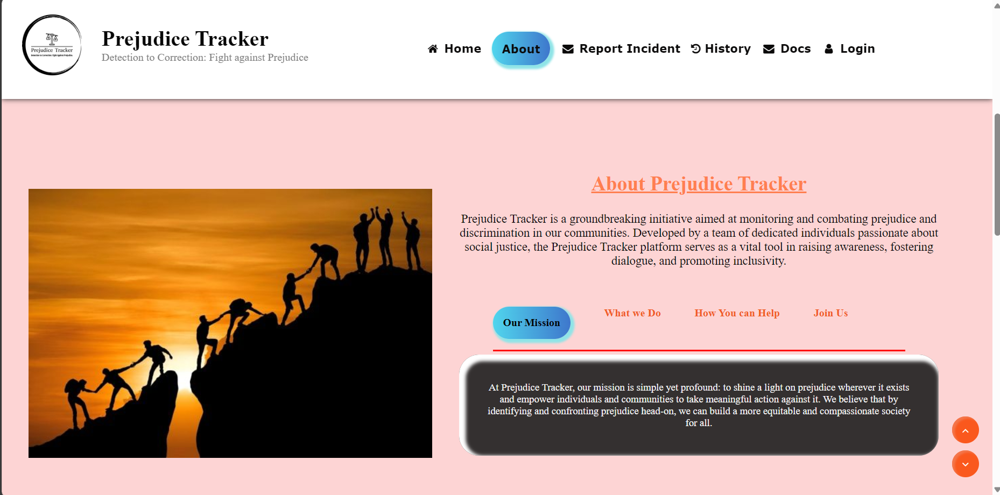 Prejudice Tracker
Detection to Correction: Fight Against Prejudice.
Prejudice Tracker
Detection to Correction: Fight against Prejudice
Home About Report Incident History Docs Login
About Prejudice Tracker
Prejudice Tracker is a groundbreaking initiative aimed at monitoring and combating prejudice and
discrimination in our communities. Developed by a team of dedicated individuals passionate about
social justice, the Prejudice Tracker platform serves as a vital tool in raising awareness, fostering
dialogue, and promoting inclusivity.
Our Mission What we Do How You can Help Join Us
At Prejudice Tracker, our mission is simple yet profound: to shine a light on prejudice wherever it exists
and empower individuals and communities to take meaningful action against it. We believe that by
identifying and confronting prejudice head-on, we can build a more equitable and compassionate society
for all.